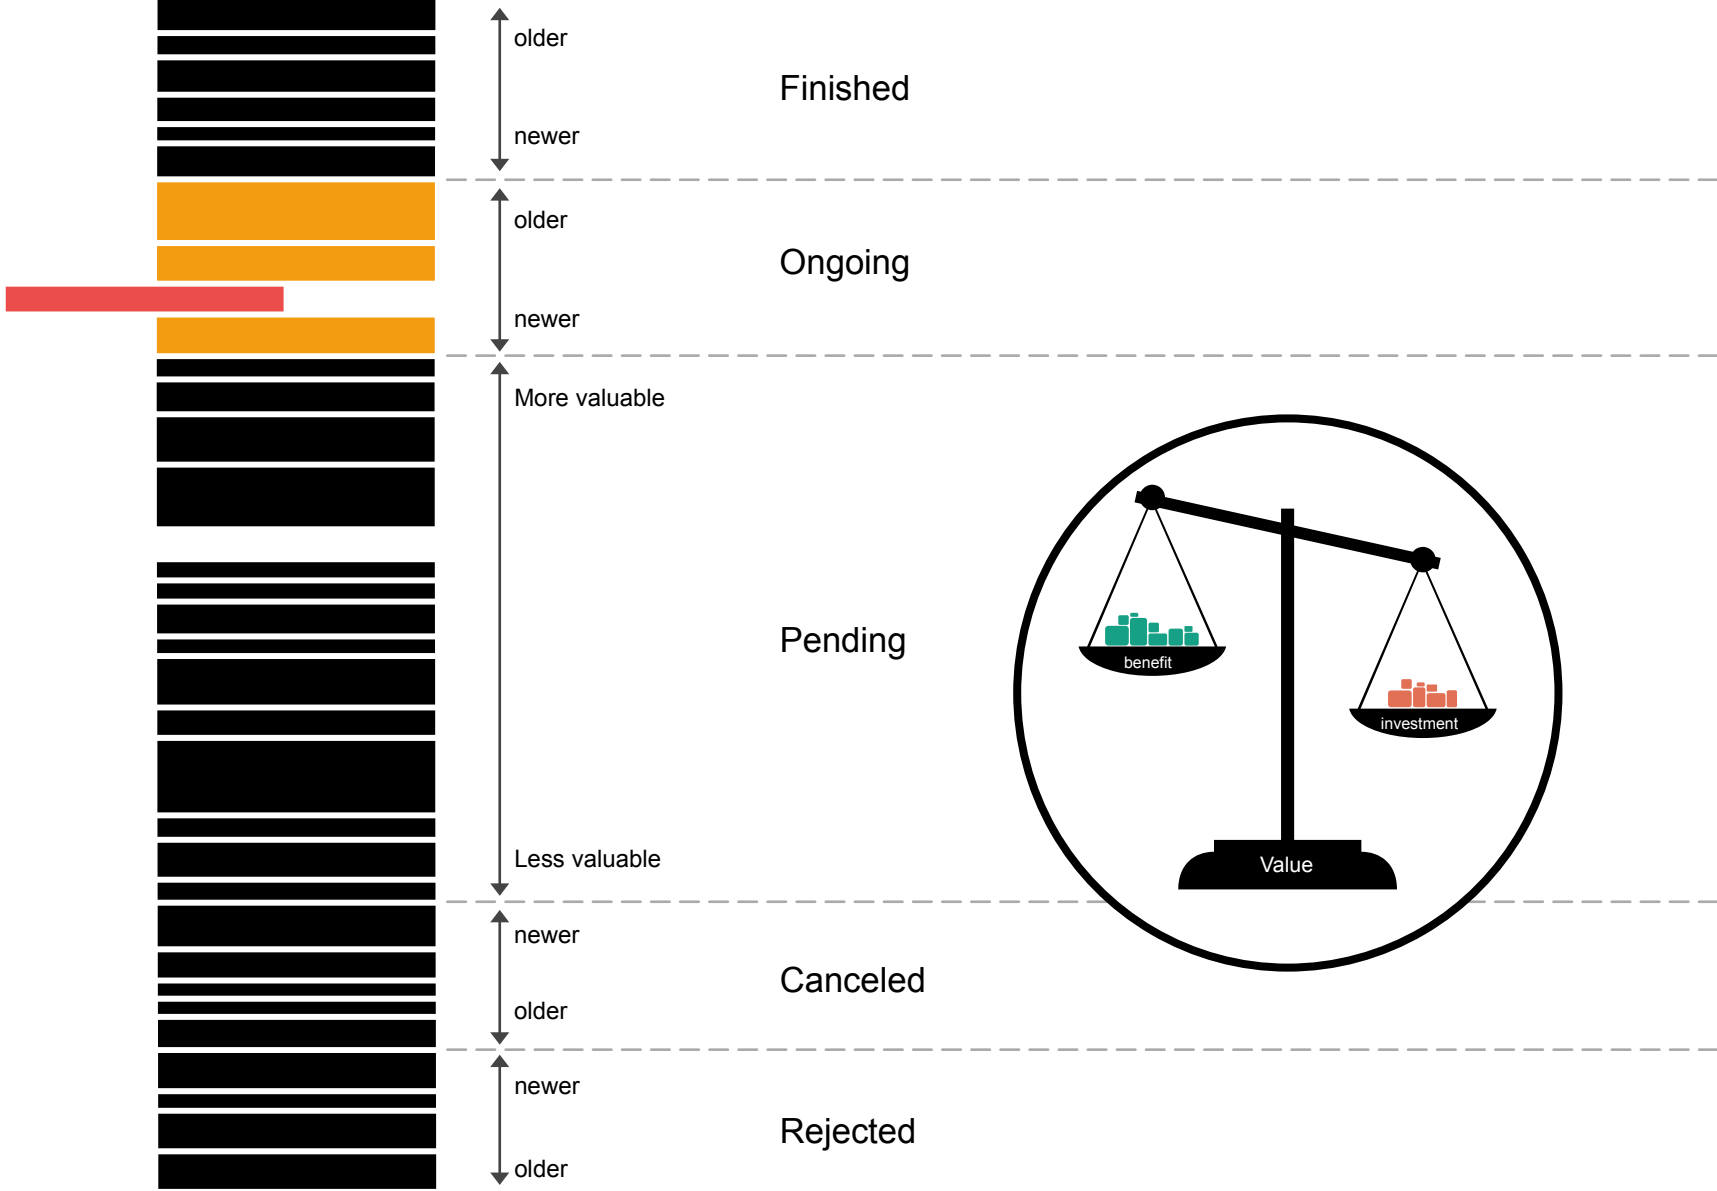 older
Finished
newer
older
Ongoing
newer
More valuable
Pending
benefit
investment
Less valuable
Value
newer
Canceled
older
newer
Rejected
older